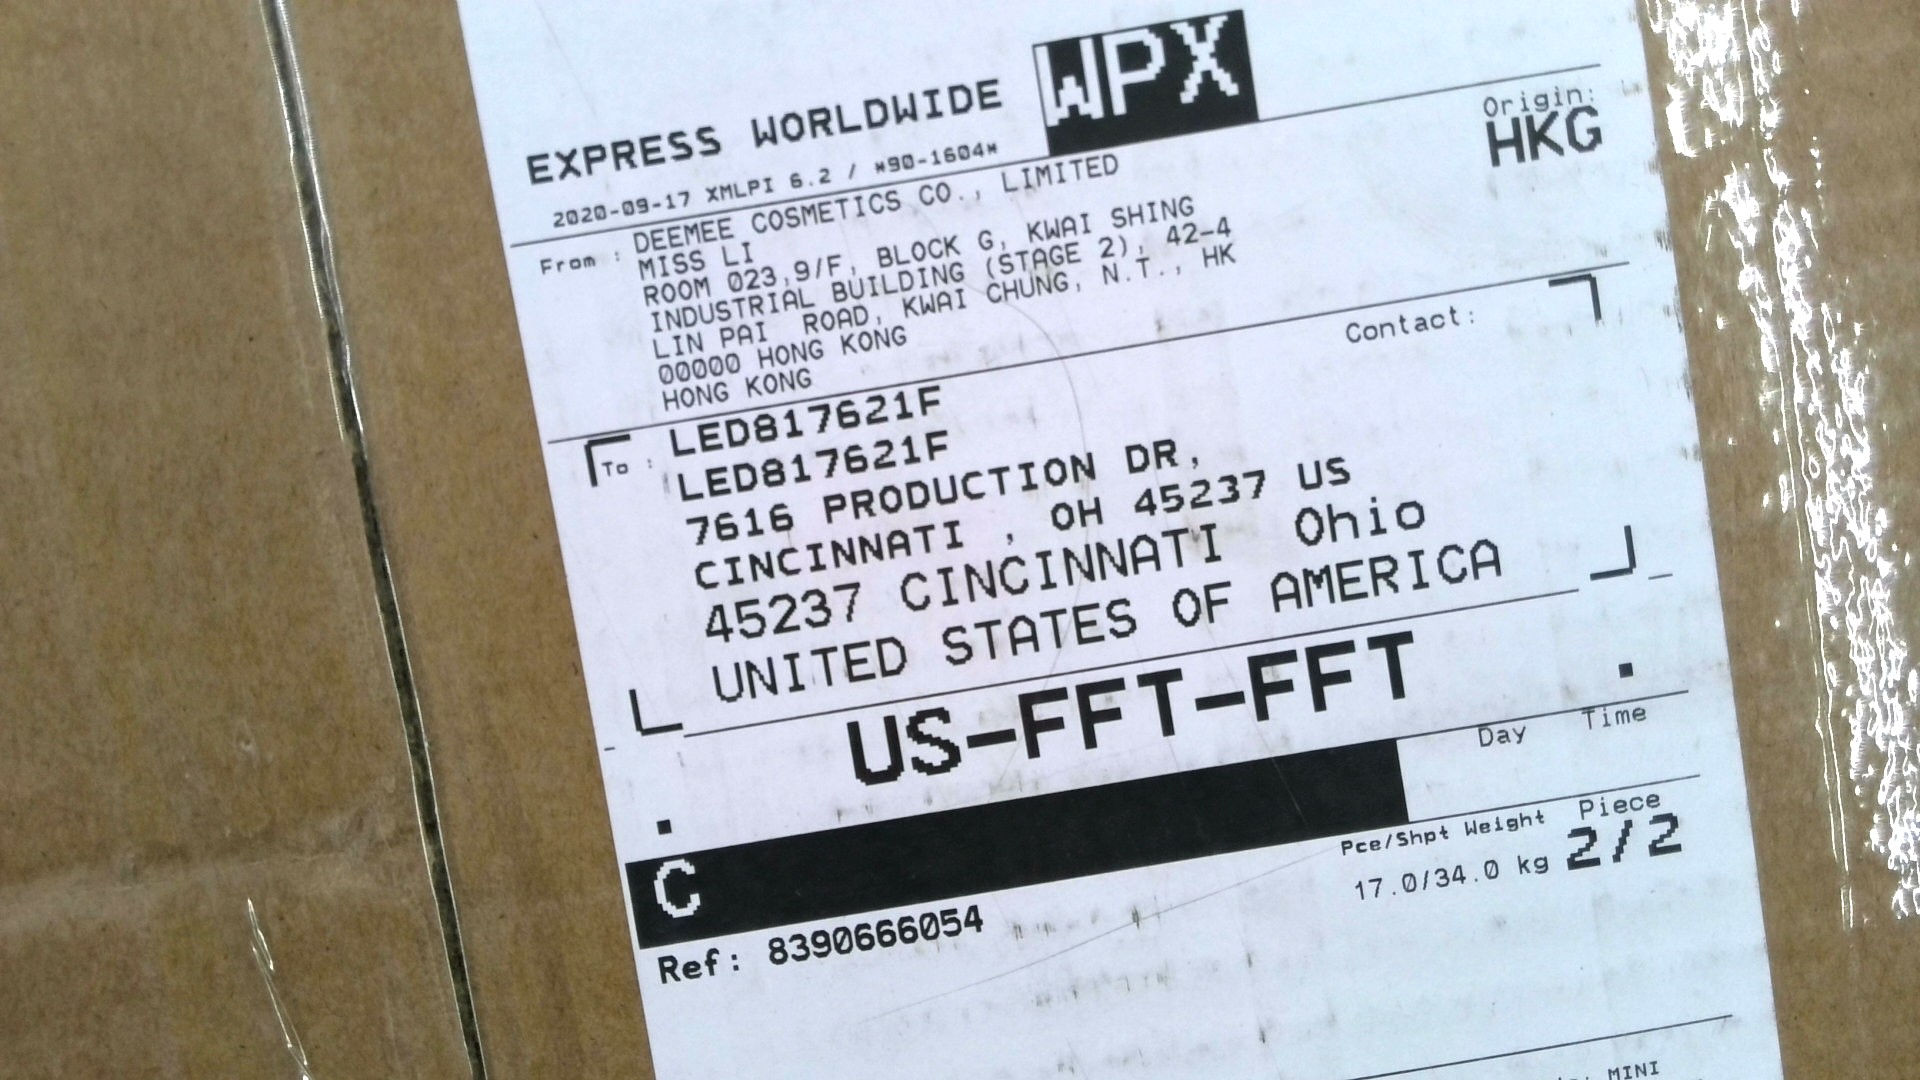 EXPRESS WORLDWIDE WPX
2020-09-17 XMLPI 6.2 / *90-1604*
Origin:
HKG
From : DEEMEE COSMETICS CO., LIMITED
MISS LI
ROOM 023,9/F, BLOCK G, KWAI SHING
INDUSTRIAL BUILDING (STAGE 2), 42-4
LIN PAI ROAD, KWAI CHUNG, N.T., HK
00000 HONG KONG
HONG KONG
Contact:
To : LED817621F
LED817621F
7616 PRODUCTION DR,
CINCINNATI , OH 45237 US
45237 CINCINNATI Ohio
UNITED STATES OF AMERICA
US-FFT-FFT
Day Time
C
Ref: 8390666054
Pce/Shpt Weight Piece
17.0/34.0 kg 2/2
MINI